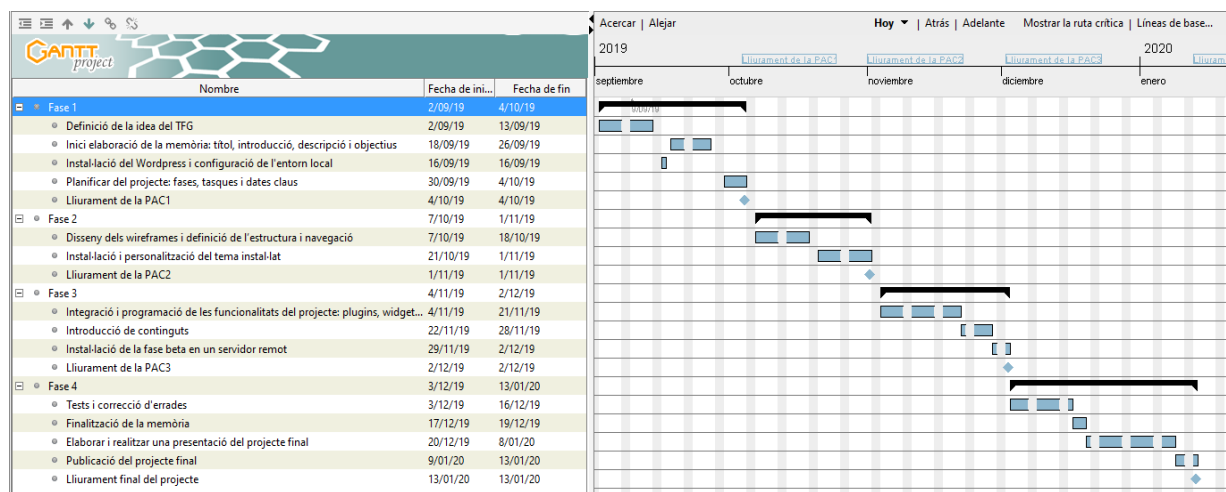 Acercar | Alejar
Hoy | Atrás | Adelante
Mostrar la ruta crítica | Líneas de base...
GANTT
project
2019
2020
Lliurament de la PAC1
Lliurament de la PAC2
Lliurament de la PAC3
septiembre octubre noviembre diciembre enero
Nombre Fecha de ini... Fecha de fin
Fase 1 2/09/19 4/10/19
Definició de la idea del TFG 2/09/19 13/09/19
Inici elaboració de la memòria: títol, introducció, descripció i objectius 18/09/19 26/09/19
Instal·lació del Wordpress i configuració de l'entorn local 16/09/19 16/09/19
Planificar del projecte: fases, tasques i dates claus 30/09/19 4/10/19
Lliurament de la PAC1 4/10/19 4/10/19
Fase 2 7/10/19 1/11/19
Disseny dels wireframes i definició de l'estructura i navegació 7/10/19 18/10/19
Instal·lació i personalització del tema instal·lat 21/10/19 1/11/19
Lliurament de la PAC2 1/11/19 1/11/19
Fase 3 4/11/19 2/12/19
Integració i programació de les funcionalitats del projecte: plugins, widget... 4/11/19 21/11/19
Introducció de continguts 22/11/19 28/11/19
Instal·lació de la fase beta en un servidor remot 29/11/19 2/12/19
Lliurament de la PAC3 2/12/19 2/12/19
Fase 4 3/12/19 13/01/20
Tests i correcció d'errades 3/12/19 16/12/19
Finalització de la memòria 17/12/19 19/12/19
Elaborar i realitzar una presentació del projecte final 20/12/19 8/01/20
Publicació del projecte final 9/01/20 13/01/20
Lliurament final del projecte 13/01/20 13/01/20